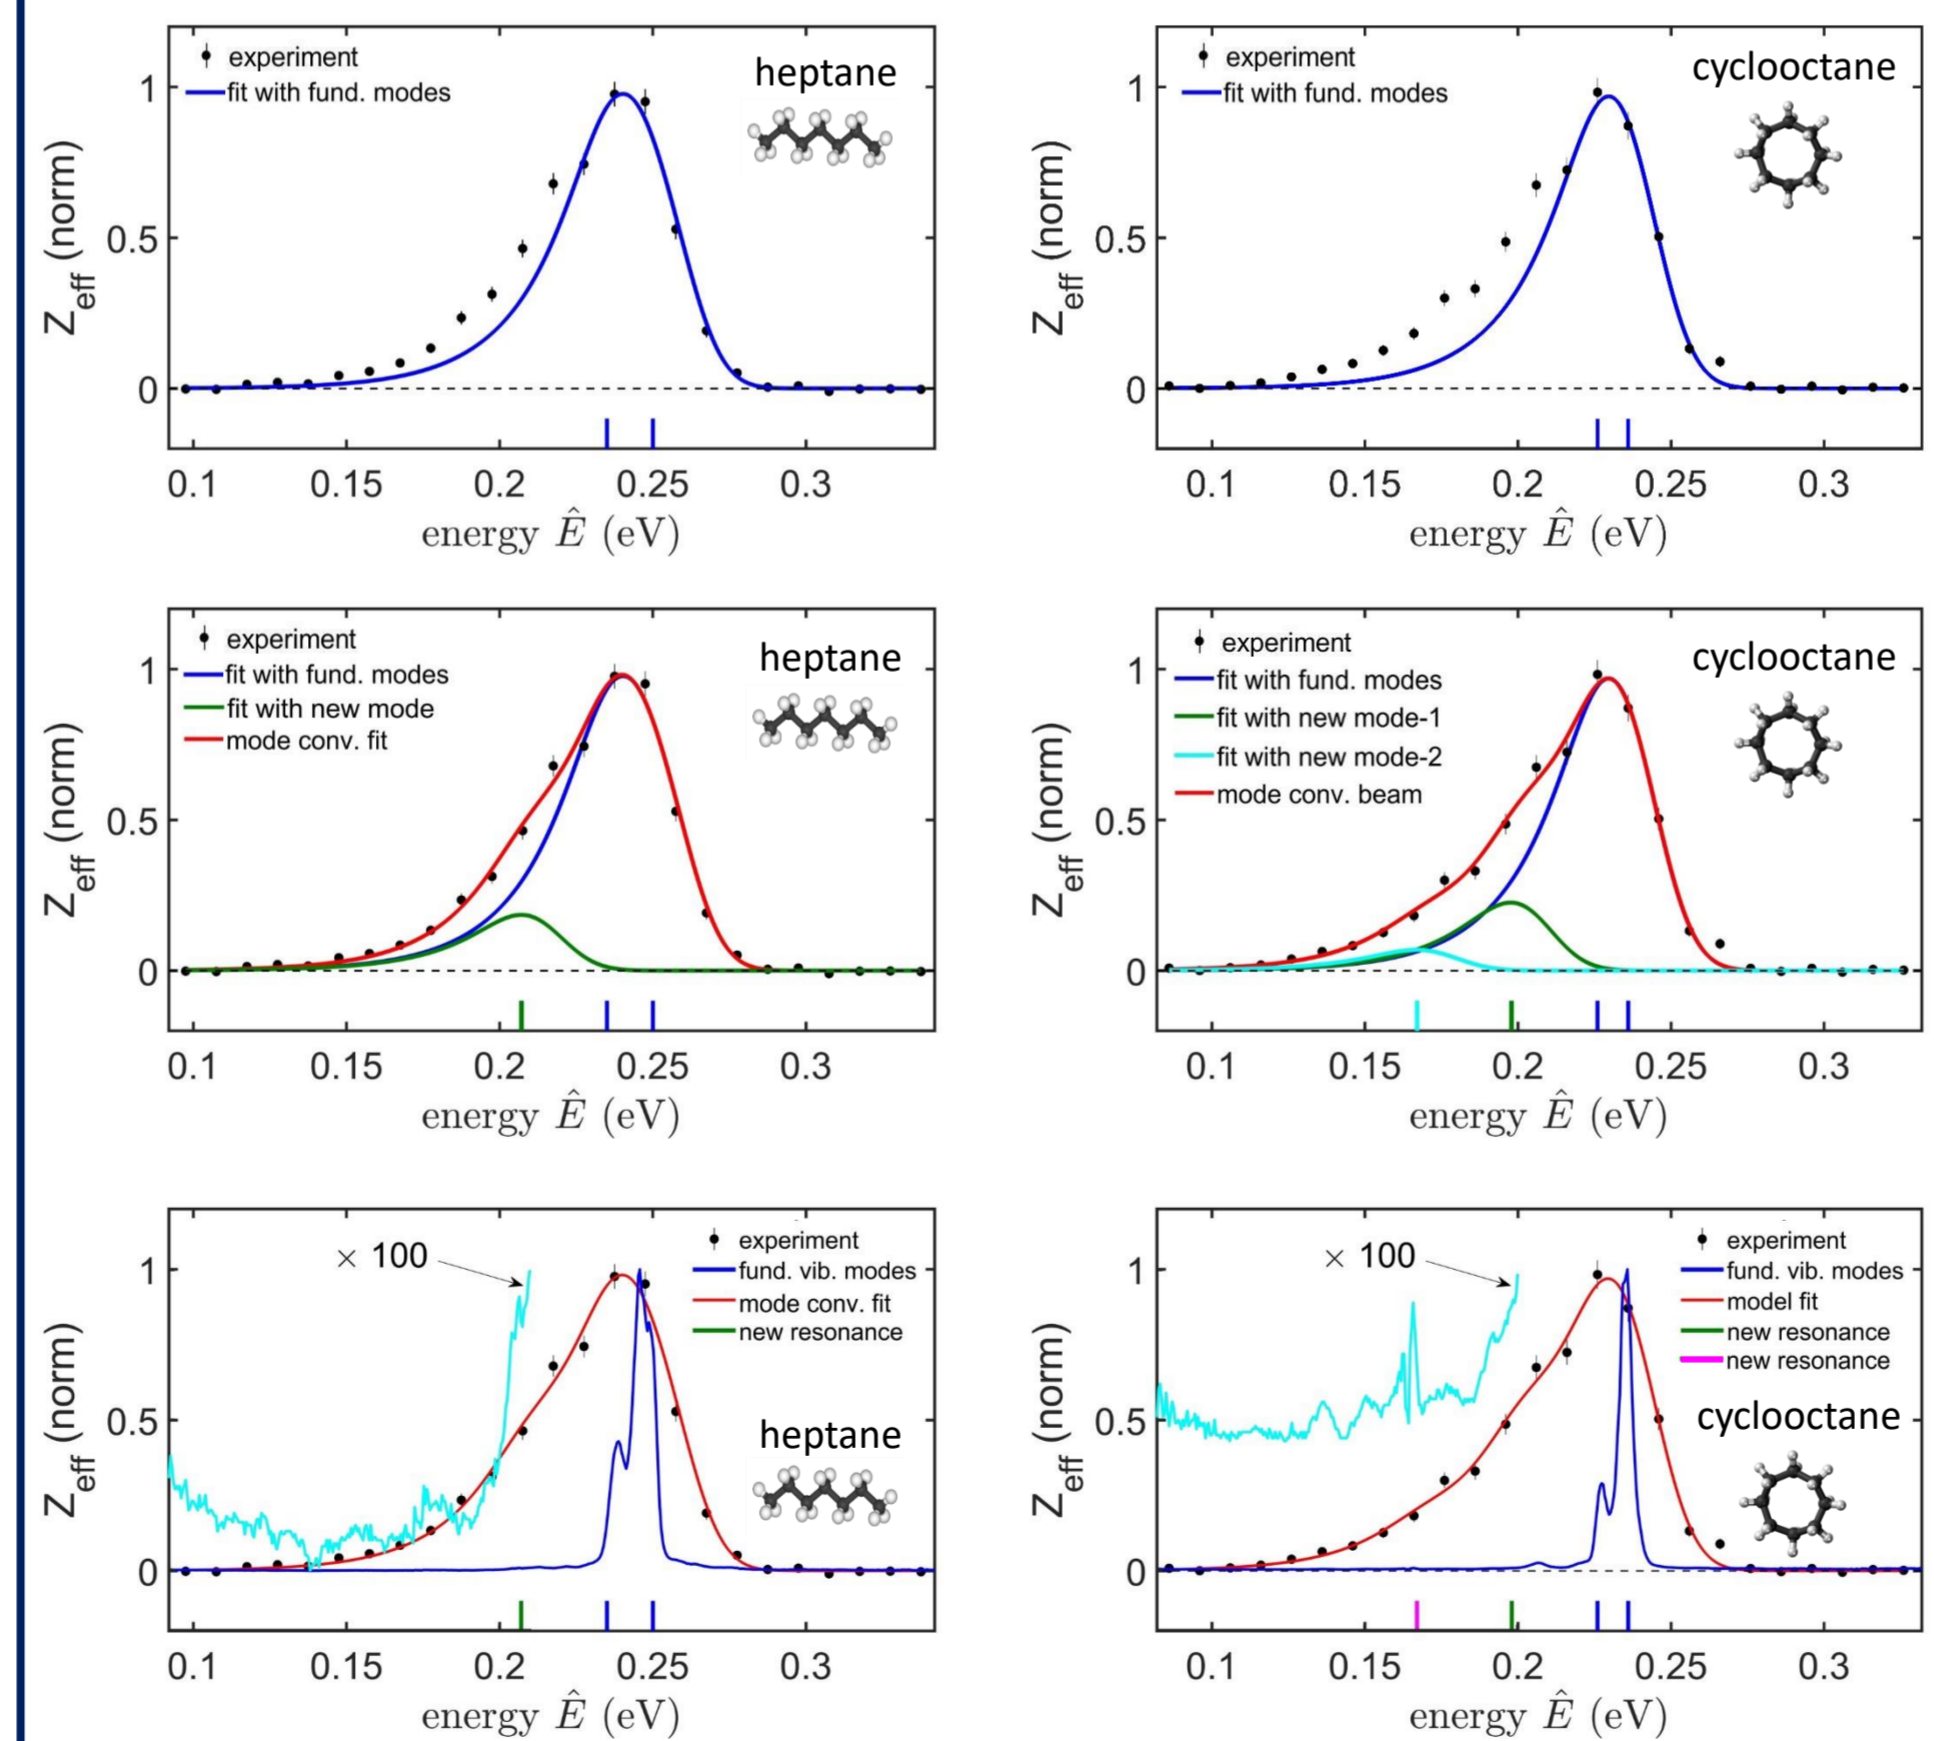 experiment
fit with fund. modes
heptane
1
0.5
0
Z_eff (norm)
0.1 0.15 0.2 0.25 0.3
energy Ê (eV)
experiment
fit with fund. modes
cyclooctane
1
0.5
0
Z_eff (norm)
0.1 0.15 0.2 0.25 0.3
energy Ê (eV)
experiment
fit with fund. modes
fit with new mode
mode conv. fit
heptane
1
0.5
0
Z_eff (norm)
0.1 0.15 0.2 0.25 0.3
energy Ê (eV)
experiment
fit with fund. modes
fit with new mode-1
fit with new mode-2
mode conv. beam
cyclooctane
1
0.5
0
Z_eff (norm)
0.1 0.15 0.2 0.25 0.3
energy Ê (eV)
× 100
experiment
fund. vib. modes
mode conv. fit
new resonance
heptane
1
0.5
0
Z_eff (norm)
0.1 0.15 0.2 0.25 0.3
energy Ê (eV)
× 100
experiment
fund. vib. modes
model fit
new resonance
new resonance
cyclooctane
1
0.5
0
Z_eff (norm)
0.1 0.15 0.2 0.25 0.3
energy Ê (eV)